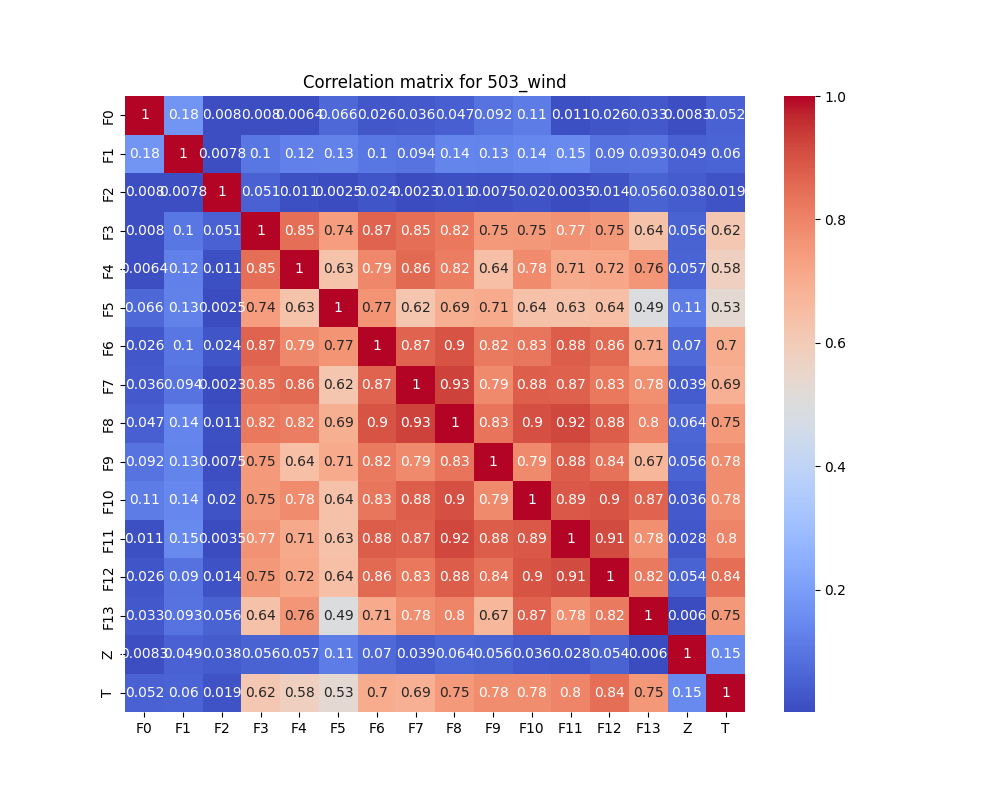 Correlation matrix for 503_wind
F0 1 0.18 0.008 0.008 0.0064 0.066 0.026 0.036 0.047 0.092 0.11 0.011 0.026 0.033 0.0083 0.052
F1 0.18 1 0.0078 0.1 0.12 0.13 0.1 0.094 0.14 0.13 0.14 0.15 0.09 0.093 0.049 0.06
F2 0.008 0.0078 1 0.051 0.011 0.0025 0.024 0.0023 0.011 0.0075 0.02 0.0035 0.014 0.056 0.038 0.019
F3 0.008 0.1 0.051 1 0.85 0.74 0.87 0.85 0.82 0.75 0.75 0.77 0.75 0.64 0.056 0.62
F4 0.0064 0.12 0.011 0.85 1 0.63 0.79 0.86 0.82 0.64 0.78 0.71 0.72 0.76 0.057 0.58
F5 0.066 0.13 0.0025 0.74 0.63 1 0.77 0.62 0.69 0.71 0.64 0.63 0.64 0.49 0.11 0.53
F6 0.026 0.1 0.024 0.87 0.79 0.77 1 0.87 0.9 0.82 0.83 0.88 0.86 0.71 0.07 0.7
F7 0.036 0.094 0.0023 0.85 0.86 0.62 0.87 1 0.93 0.79 0.88 0.87 0.83 0.78 0.039 0.69
F8 0.047 0.14 0.011 0.82 0.82 0.69 0.9 0.93 1 0.83 0.9 0.92 0.88 0.8 0.064 0.75
F9 0.092 0.13 0.0075 0.75 0.64 0.71 0.82 0.79 0.83 1 0.79 0.88 0.84 0.67 0.056 0.78
F10 0.11 0.14 0.02 0.75 0.78 0.64 0.83 0.88 0.9 0.79 1 0.89 0.9 0.87 0.036 0.78
F11 0.011 0.15 0.0035 0.77 0.71 0.63 0.88 0.87 0.92 0.88 0.89 1 0.91 0.78 0.028 0.8
F12 0.026 0.09 0.014 0.75 0.72 0.64 0.86 0.83 0.88 0.84 0.9 0.91 1 0.82 0.054 0.84
F13 0.033 0.093 0.056 0.64 0.76 0.49 0.71 0.78 0.8 0.67 0.87 0.78 0.82 1 0.006 0.75
Z 0.0083 0.049 0.038 0.056 0.057 0.11 0.07 0.039 0.064 0.056 0.036 0.028 0.054 0.006 1 0.15
T 0.052 0.06 0.019 0.62 0.58 0.53 0.7 0.69 0.75 0.78 0.78 0.8 0.84 0.75 0.15 1
F0 F1 F2 F3 F4 F5 F6 F7 F8 F9 F10 F11 F12 F13 Z T
1.0
0.8
0.6
0.4
0.2